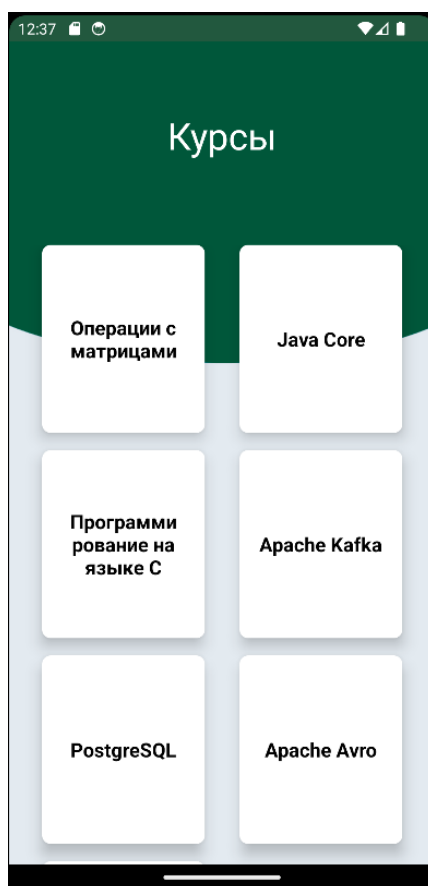 12:37
Курсы
Операции с
матрицами
Java Core
Программи
рование на
языке C
Apache Kafka
PostgreSQL
Apache Avro